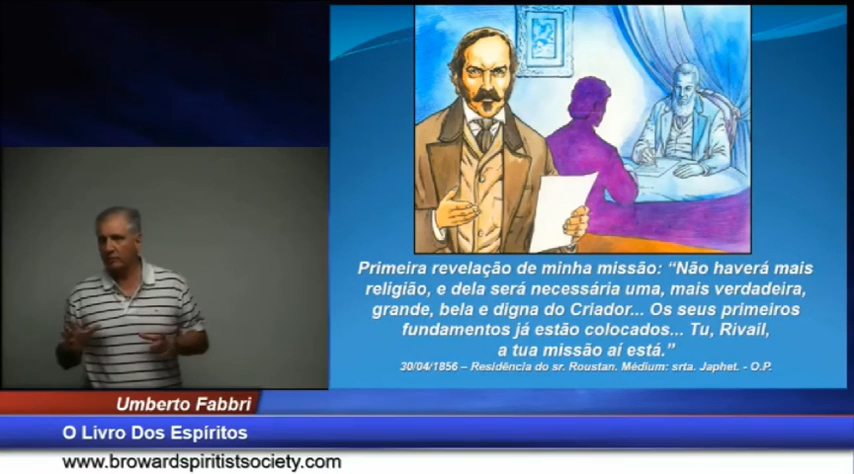 Primeira revelação de minha missão: “Não haverá mais
religião, e dela será necessária uma, mais verdadeira,
grande, bela e digna do Criador... Os seus primeiros
fundamentos já estão colocados... Tu, Rivail,
a tua missão aí está.”
30/04/1856 – Residência do sr. Roustan. Médium: srta. Japhet. - O.P.
Umberto Fabbri
O Livro Dos Espíritos
www.browardspiritistsociety.com